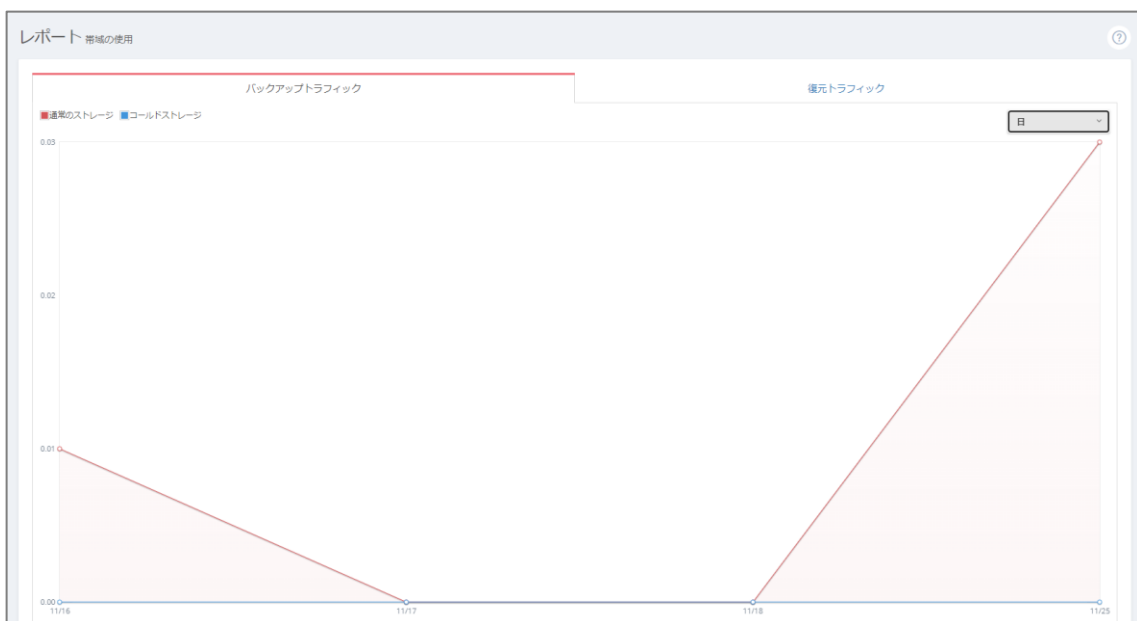 レポート 帯域の使用
バックアップトラフィック
復元トラフィック
通常のストレージ コールドストレージ
日
0.03
0.02
0.01
0.00
11/16 11/17 11/18 11/25